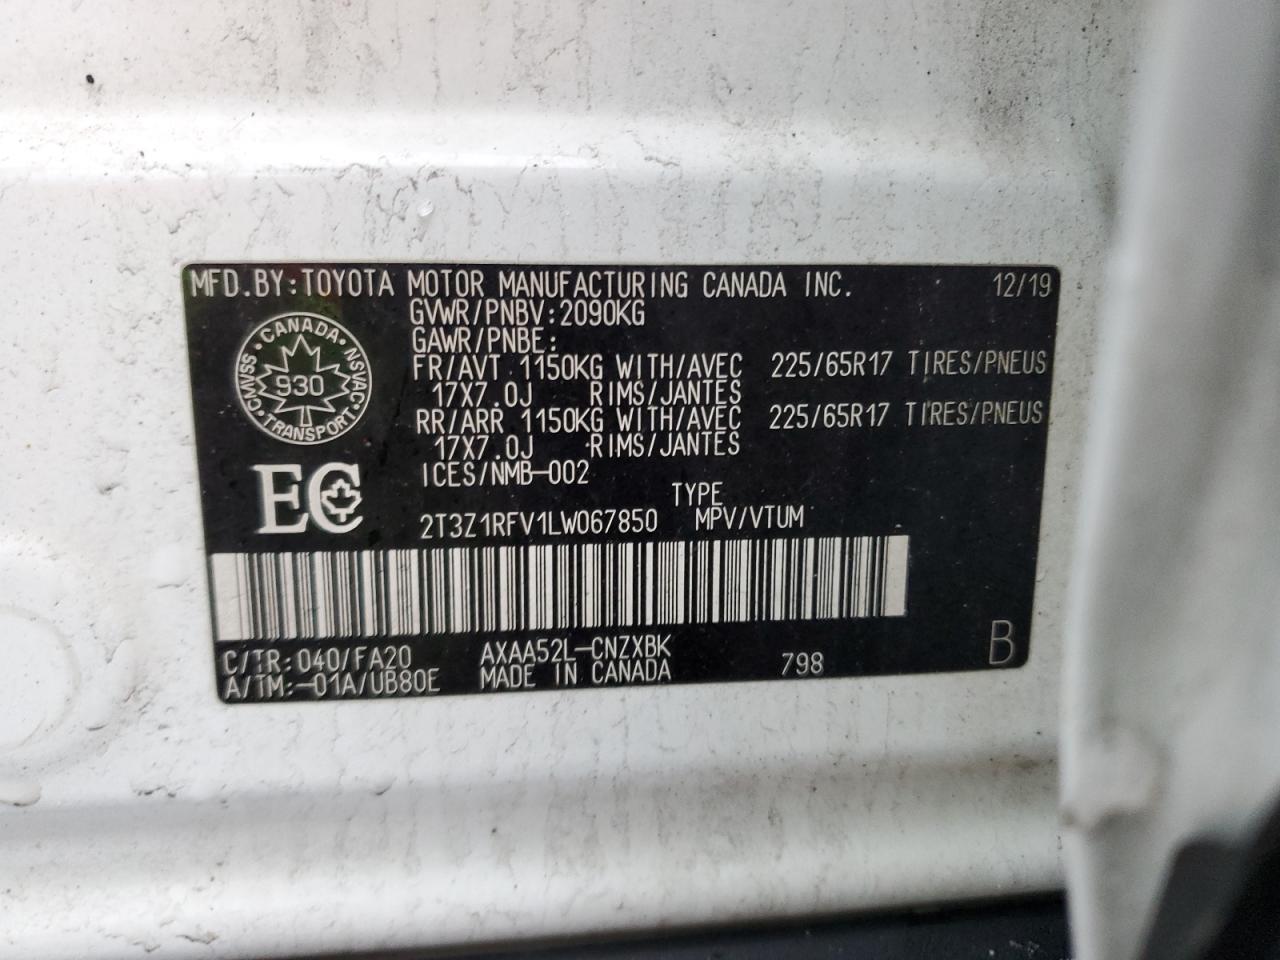 MFD.BY:TOYOTA MOTOR MANUFACTURING CANADA INC. 12/19
GVWR/PNBV:2090KG
GAWR/PNBE:
FR/AVT 1150KG WITH/AVEC 225/65R17 TIRES/PNEUS
17X7.0J RIMS/JANTES
RR/ARR 1150KG WITH/AVEC 225/65R17 TIRES/PNEUS
17X7.0J RIMS/JANTES
ICES/NMB-002
CANADA
CMVSS 930 NSVAC
TRANSPORT
EC
TYPE
2T3Z1RFV1LW067850 MPV/VTUM
C/TR:040/FA20 AXAA52L-CNZXBK 798 B
A/TM:-01A/UB80E MADE IN CANADA